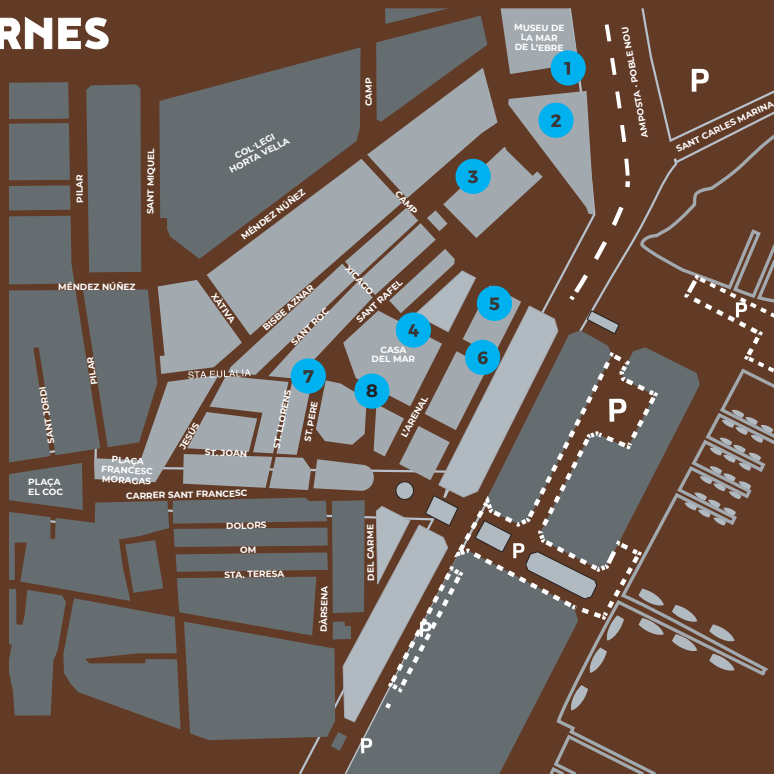 RNES
MUSEU DE
LA MAR
DE L'EBRE
AMPOSTA · POBLE NOU
P
SANT CARLES MARINA
1
2
3
CAMP
COL·LEGI
HORTA VELLA
PILAR
SANT MIQUEL
MÉNDEZ NÚÑEZ
CAMP
MÉNDEZ NÚÑEZ
XÀTIVA
BISBE AZNAR
XICAGO
SANT ROC
SANT RAFEL
5
P
4
CASA
DEL MAR
6
7
8
STA EULALIA
PILAR
SANT JORDI
JESÚS
ST. LLORENS
ST. PERE
L'ARENAL
P
ST. JOAN
PLAÇA
FRANCESC
MORAGAS
PLAÇA
EL COC
CARRER SANT FRANCESC
DOLORS
OM
STA. TERESA
DEL CARME
DÀRSENA
P
P
P